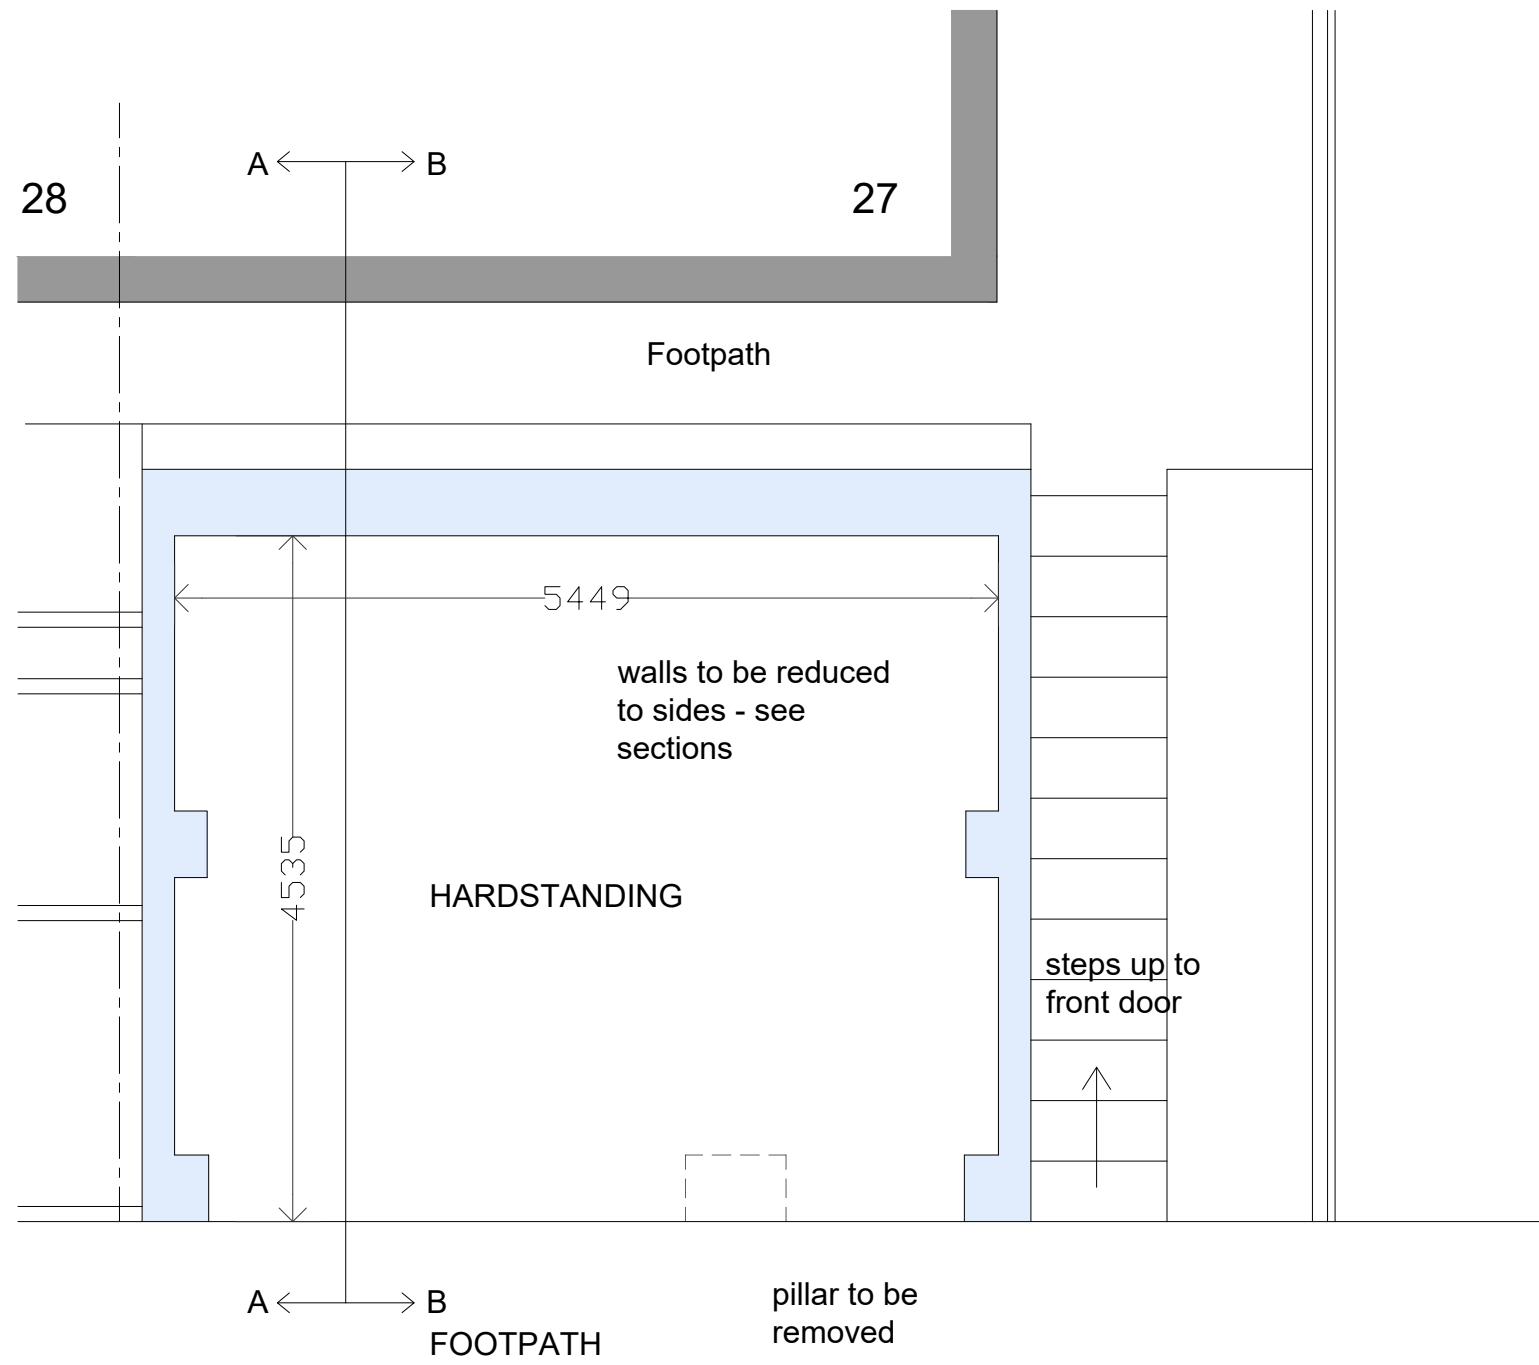 A B
28
27
Footpath
5449
walls to be reduced
to sides - see
sections
4535
HARDSTANDING
steps up to
front door
A B
FOOTPATH
pillar to be
removed